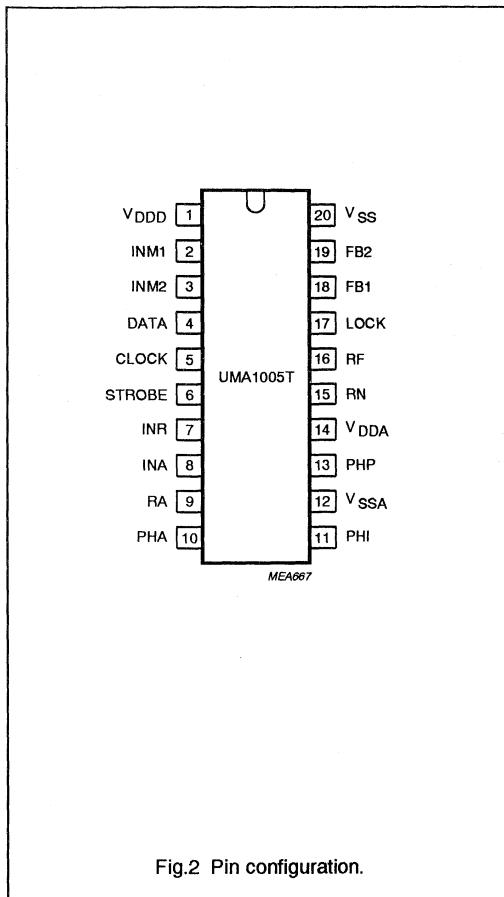 VDDD 1 20 VSS
INM1 2 19 FB2
INM2 3 18 FB1
DATA 4 17 LOCK
CLOCK 5 16 RF
UMA1005T
STROBE 6 15 RN
INR 7 14 VDDA
INA 8 13 PHP
RA 9 12 VSSA
PHA 10 11 PHI
MEA667
Fig.2 Pin configuration.